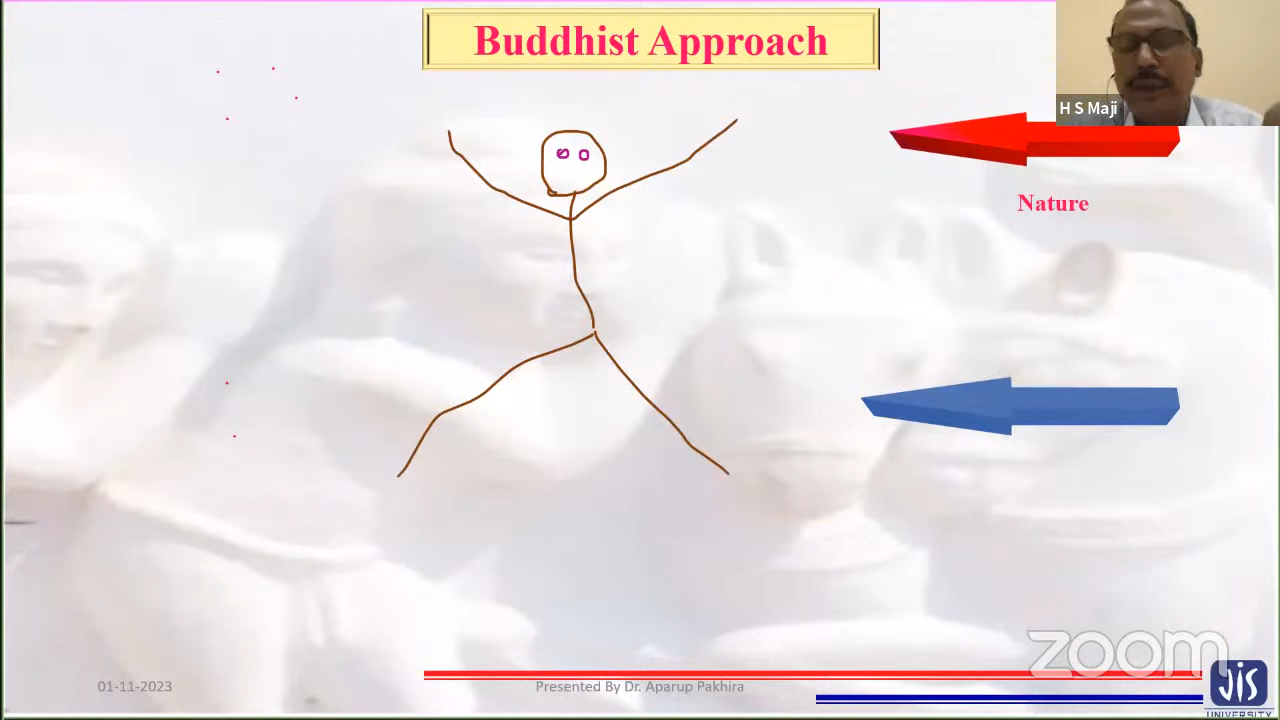 Buddhist Approach
H S Maji
Nature
zoom
01-11-2023
Presented By Dr. Aparup Pakhira
JIS
UNIVERSITY